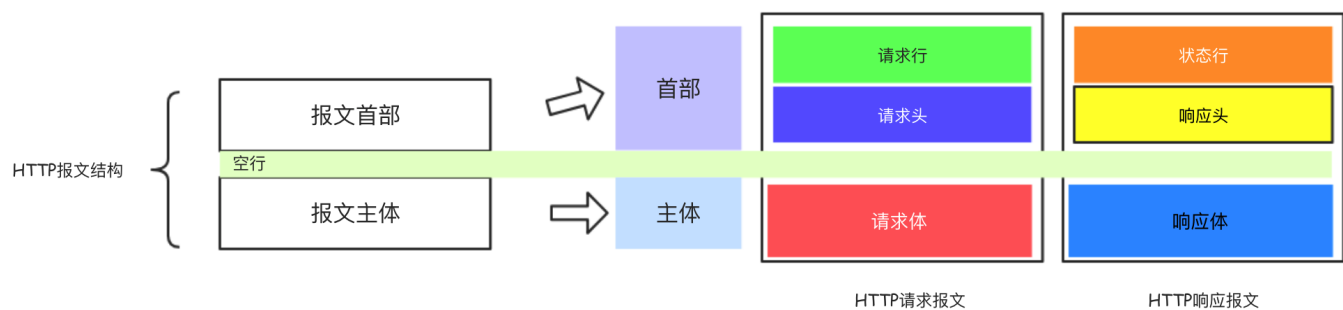 HTTP报文结构
报文首部
空行
报文主体
首部
主体
请求行
请求头
请求体
HTTP请求报文
状态行
响应头
响应体
HTTP响应报文